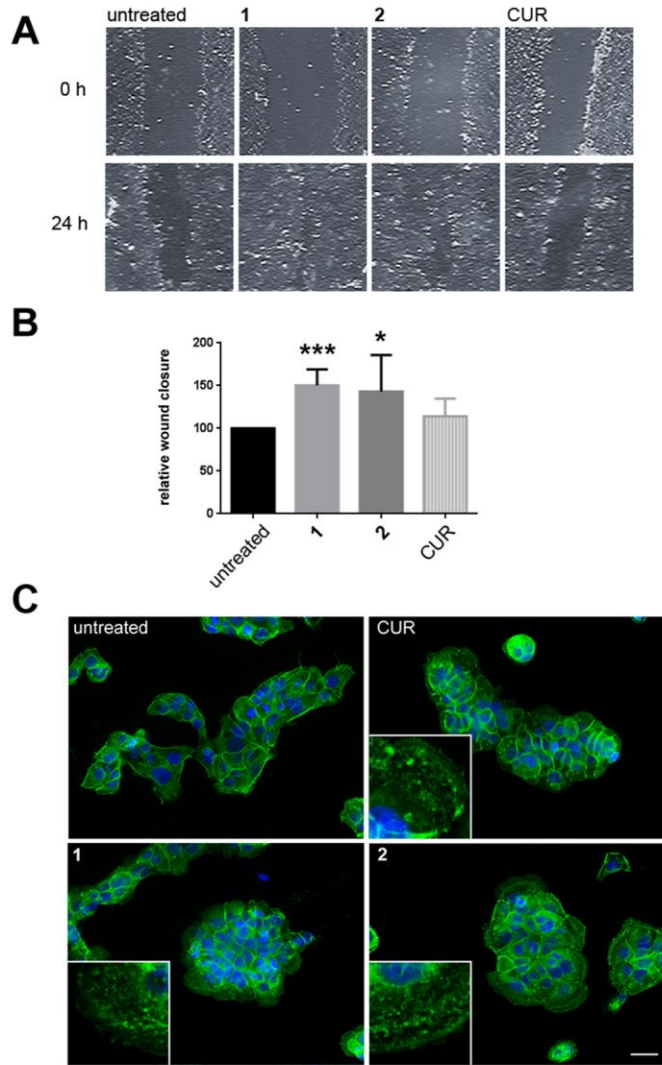 A
untreated 1 2 CUR
0 h
24 h
B
relative wound closure
200
150
100
50
0
*** *
untreated 1 2 CUR
C
untreated CUR
1 2